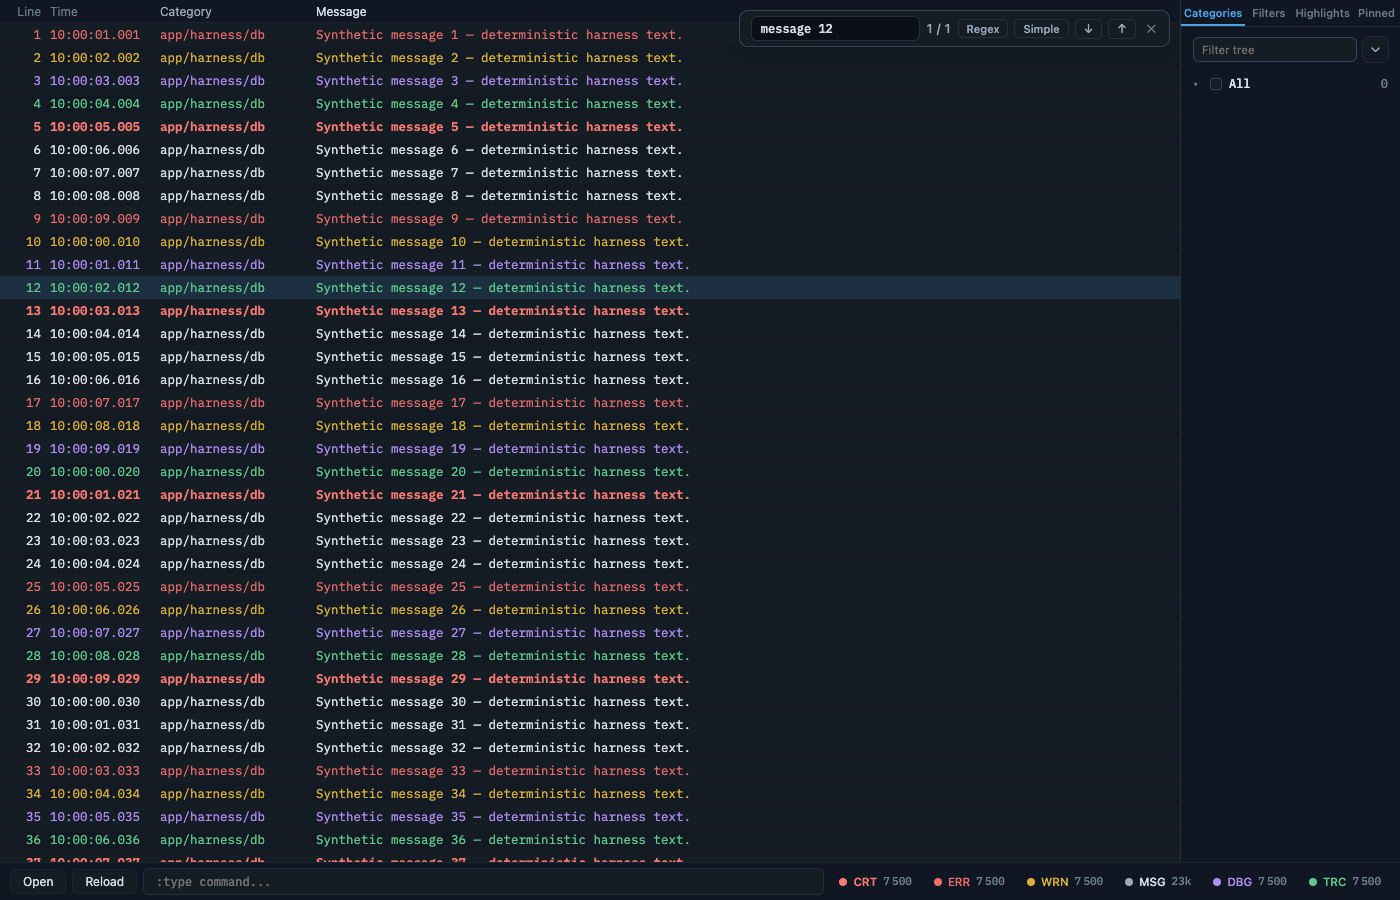 Line Time Category Message
message 12 1 / 1 Regex Simple ↓ ↑ ×
Categories Filters Highlights Pinned
Filter tree
All 0
1 10:00:01.001 app/harness/db Synthetic message 1 — deterministic harness text.
2 10:00:02.002 app/harness/db Synthetic message 2 — deterministic harness text.
3 10:00:03.003 app/harness/db Synthetic message 3 — deterministic harness text.
4 10:00:04.004 app/harness/db Synthetic message 4 — deterministic harness text.
5 10:00:05.005 app/harness/db Synthetic message 5 — deterministic harness text.
6 10:00:06.006 app/harness/db Synthetic message 6 — deterministic harness text.
7 10:00:07.007 app/harness/db Synthetic message 7 — deterministic harness text.
8 10:00:08.008 app/harness/db Synthetic message 8 — deterministic harness text.
9 10:00:09.009 app/harness/db Synthetic message 9 — deterministic harness text.
10 10:00:00.010 app/harness/db Synthetic message 10 — deterministic harness text.
11 10:00:01.011 app/harness/db Synthetic message 11 — deterministic harness text.
12 10:00:02.012 app/harness/db Synthetic message 12 — deterministic harness text.
13 10:00:03.013 app/harness/db Synthetic message 13 — deterministic harness text.
14 10:00:04.014 app/harness/db Synthetic message 14 — deterministic harness text.
15 10:00:05.015 app/harness/db Synthetic message 15 — deterministic harness text.
16 10:00:06.016 app/harness/db Synthetic message 16 — deterministic harness text.
17 10:00:07.017 app/harness/db Synthetic message 17 — deterministic harness text.
18 10:00:08.018 app/harness/db Synthetic message 18 — deterministic harness text.
19 10:00:09.019 app/harness/db Synthetic message 19 — deterministic harness text.
20 10:00:00.020 app/harness/db Synthetic message 20 — deterministic harness text.
21 10:00:01.021 app/harness/db Synthetic message 21 — deterministic harness text.
22 10:00:02.022 app/harness/db Synthetic message 22 — deterministic harness text.
23 10:00:03.023 app/harness/db Synthetic message 23 — deterministic harness text.
24 10:00:04.024 app/harness/db Synthetic message 24 — deterministic harness text.
25 10:00:05.025 app/harness/db Synthetic message 25 — deterministic harness text.
26 10:00:06.026 app/harness/db Synthetic message 26 — deterministic harness text.
27 10:00:07.027 app/harness/db Synthetic message 27 — deterministic harness text.
28 10:00:08.028 app/harness/db Synthetic message 28 — deterministic harness text.
29 10:00:09.029 app/harness/db Synthetic message 29 — deterministic harness text.
30 10:00:00.030 app/harness/db Synthetic message 30 — deterministic harness text.
31 10:00:01.031 app/harness/db Synthetic message 31 — deterministic harness text.
32 10:00:02.032 app/harness/db Synthetic message 32 — deterministic harness text.
33 10:00:03.033 app/harness/db Synthetic message 33 — deterministic harness text.
34 10:00:04.034 app/harness/db Synthetic message 34 — deterministic harness text.
35 10:00:05.035 app/harness/db Synthetic message 35 — deterministic harness text.
36 10:00:06.036 app/harness/db Synthetic message 36 — deterministic harness text.
Open Reload :type command... CRT 7 500 ERR 7 500 WRN 7 500 MSG 23k DBG 7 500 TRC 7 500